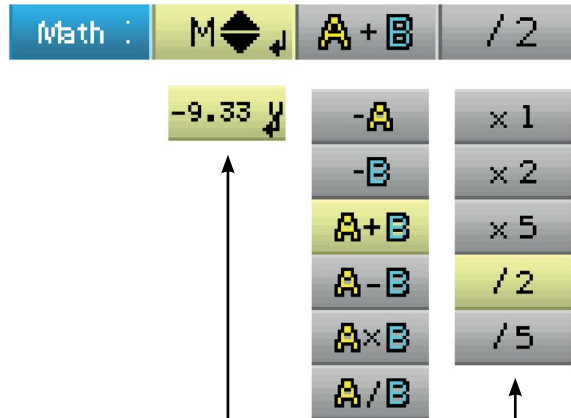 Math : M A+B /2
-9.33 y
-A
-B
A+B
A-B
A×B
A/B
×1
×2
×5
/2
/5